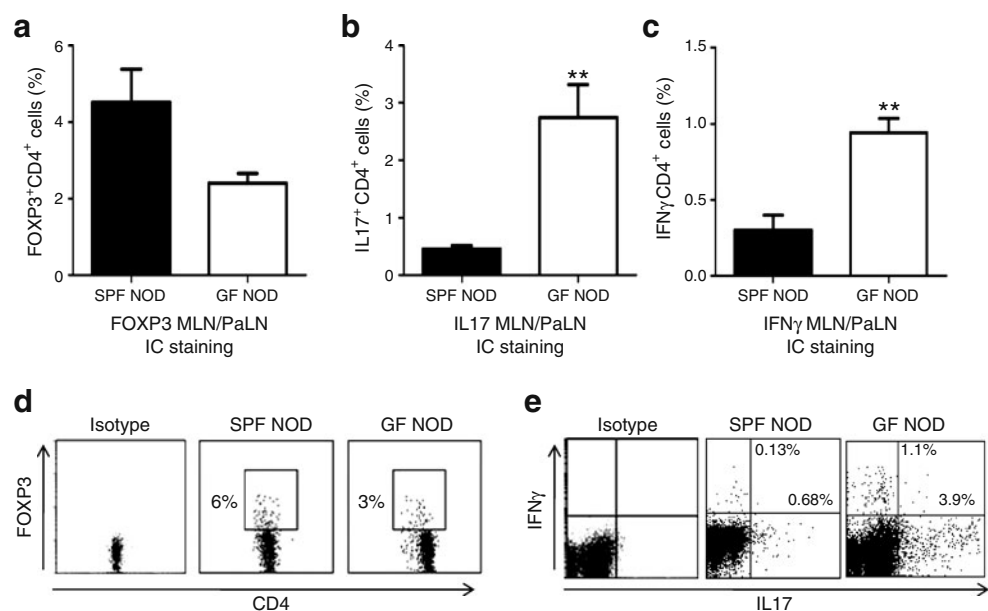 a
6
4
2
0
FOXP3⁺CD4⁺ cells (%)
SPF NOD GF NOD
FOXP3 MLN/PaLN
IC staining
b
4
3
2
1
0
IL17⁺ CD4⁺ cells (%)
**
SPF NOD GF NOD
IL17 MLN/PaLN
IC staining
c
1.5
1.0
0.5
0.0
IFNγ CD4⁺ cells (%)
**
SPF NOD GF NOD
IFNγ MLN/PaLN
IC staining
d
Isotype SPF NOD GF NOD
FOXP3
6% 3%
CD4
e
Isotype SPF NOD GF NOD
IFNγ
0.13% 1.1%
0.68% 3.9%
IL17